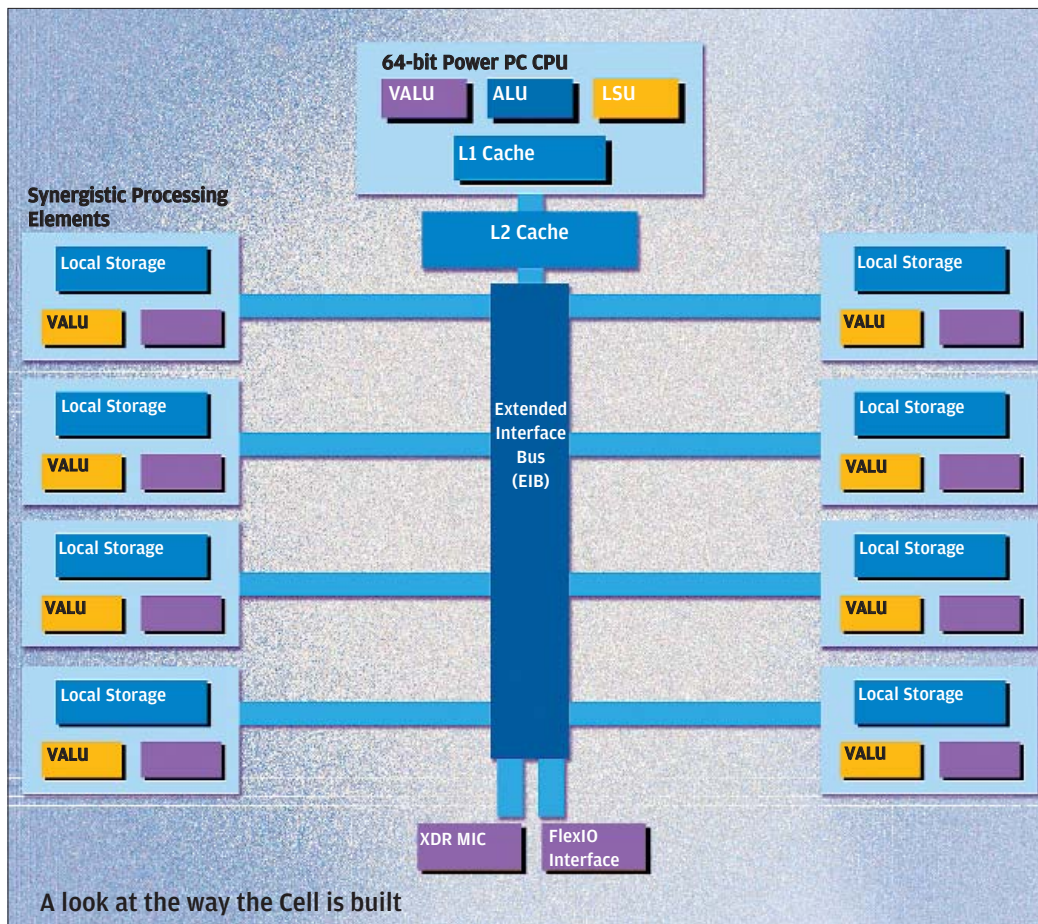 64-bit Power PC CPU
VALU
ALU
LSU
L1 Cache
L2 Cache
Synergistic Processing
Elements
Local Storage
VALU
Local Storage
VALU
Local Storage
VALU
Local Storage
VALU
Extended
Interface
Bus
(EIB)
Local Storage
VALU
Local Storage
VALU
Local Storage
VALU
Local Storage
VALU
XDR MIC
FlexIO
Interface
A look at the way the Cell is built